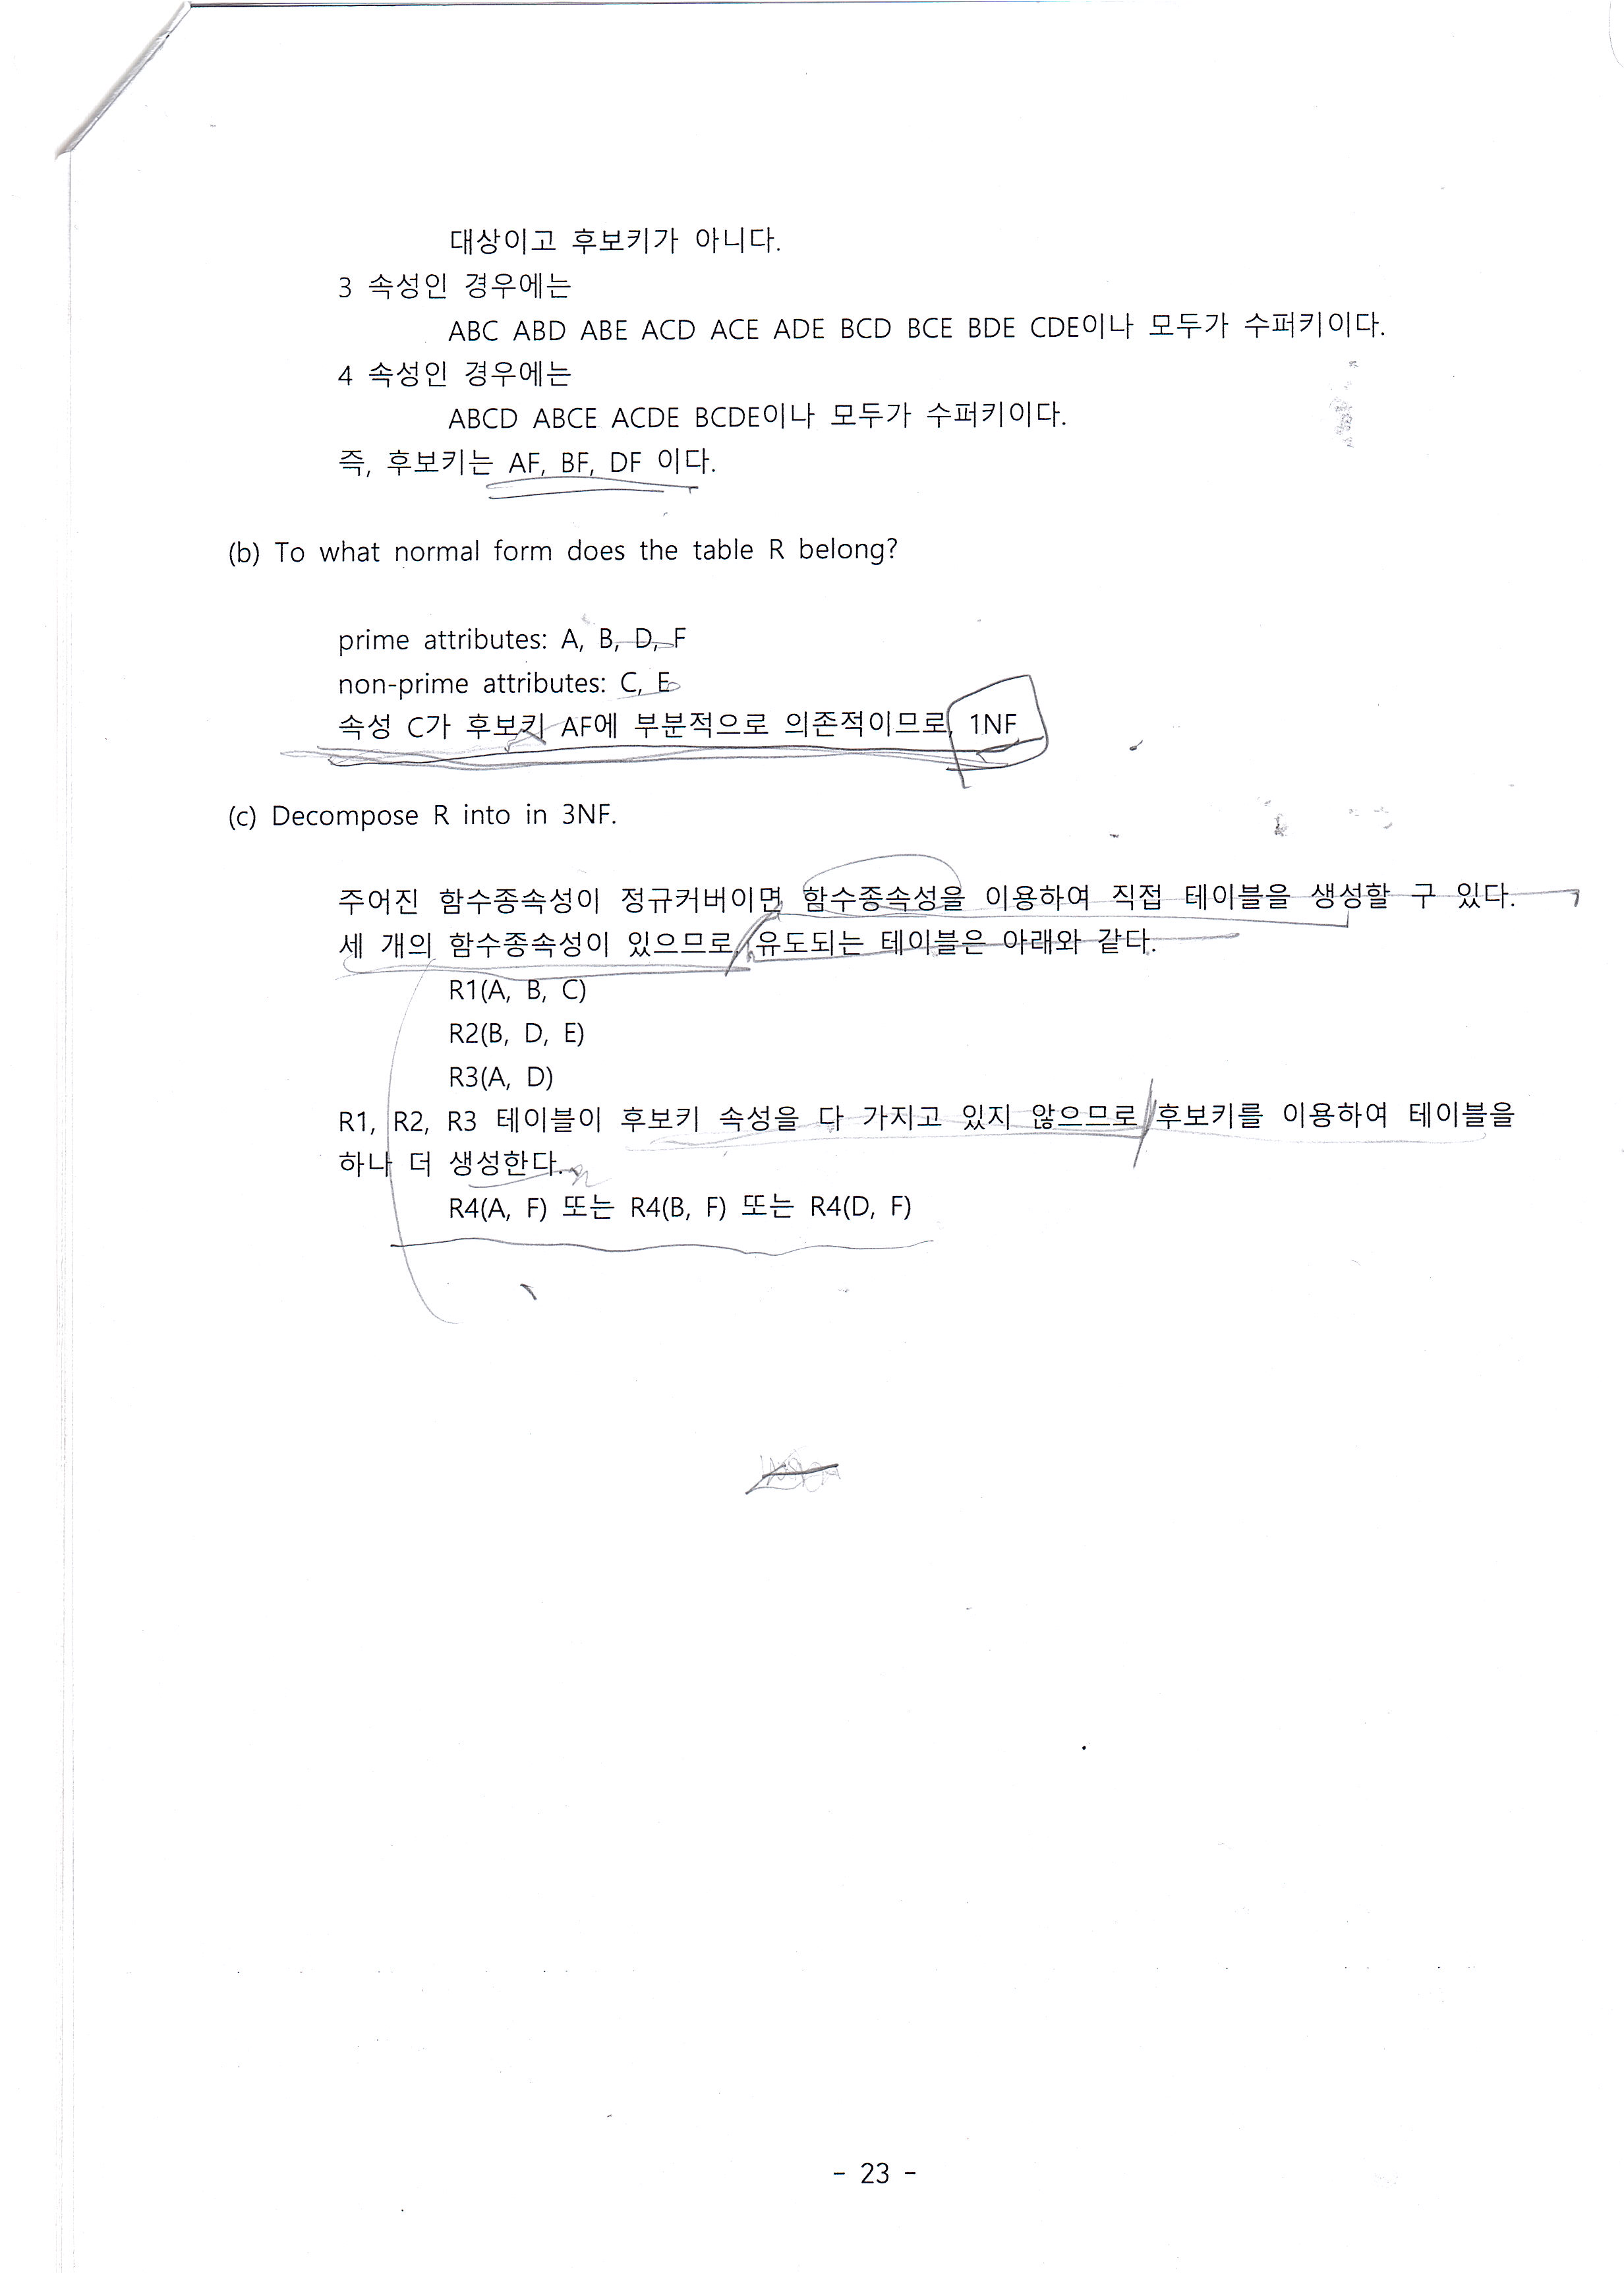 대상이고 후보키가 아니다.
3 속성인 경우에는
ABC ABD ABE ACD ACE ADE BCD BCE BDE CDE이나 모두가 수퍼키이다.
4 속성인 경우에는
ABCD ABCE ACDE BCDE이나 모두가 수퍼키이다.
즉, 후보키는 AF, BF, DF 이다.
(b) To what normal form does the table R belong?
prime attributes: A, B, D, F
non-prime attributes: C, E
속성 C가 후보키 AF에 부분적으로 의존적이므로, 1NF
(c) Decompose R into in 3NF.
주어진 함수종속성이 정규커버이면 함수종속성을 이용하여 직접 테이블을 생성할 구 있다.
세 개의 함수종속성이 있으므로, 유도되는 테이블은 아래와 같다.
R1(A, B, C)
R2(B, D, E)
R3(A, D)
R1, R2, R3 테이블이 후보키 속성을 다 가지고 있지 않으므로 후보키를 이용하여 테이블을
하나 더 생성한다.
R4(A, F) 또는 R4(B, F) 또는 R4(D, F)
- 23 -